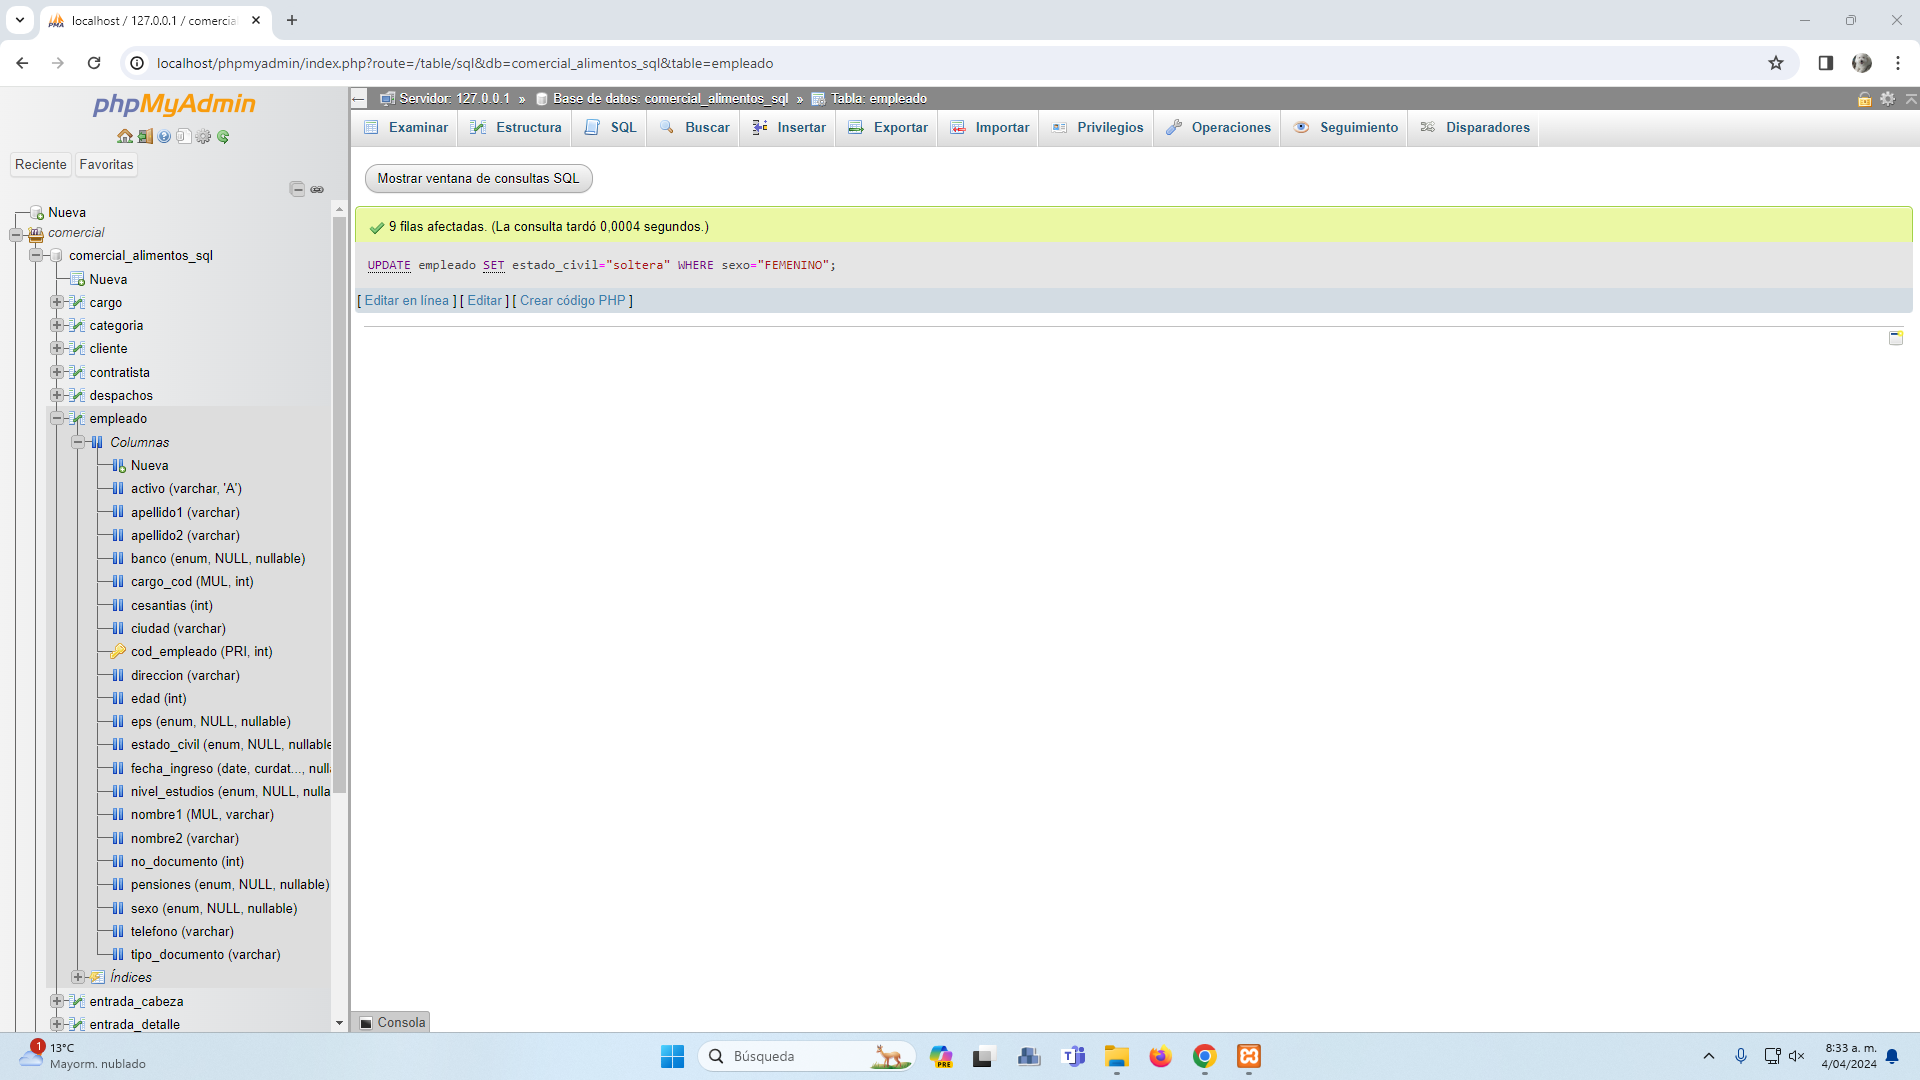 localhost / 127.0.0.1 / comercia
localhost/phpmyadmin/index.php?route=/table/sql&db=comercial_alimentos_sql&table=empleado
phpMyAdmin
Reciente
Favoritas
Nueva
comercial
comercial_alimentos_sql
Nueva
cargo
categoria
cliente
contratista
despachos
empleado
Columnas
Nueva
activo (varchar, 'A')
apellido1 (varchar)
apellido2 (varchar)
banco (enum, NULL, nullable)
cargo_cod (MUL, int)
cesantias (int)
ciudad (varchar)
cod_empleado (PRI, int)
direccion (varchar)
edad (int)
eps (enum, NULL, nullable)
estado_civil (enum, NULL, nullable
fecha_ingreso (date, curdat..., null
nivel_estudios (enum, NULL, nulla
nombre1 (MUL, varchar)
nombre2 (varchar)
no_documento (int)
pensiones (enum, NULL, nullable)
sexo (enum, NULL, nullable)
telefono (varchar)
tipo_documento (varchar)
Índices
entrada_cabeza
entrada_detalle
Servidor: 127.0.0.1 » Base de datos: comercial_alimentos_sql » Tabla: empleado
Examinar Estructura SQL Buscar Insertar Exportar Importar Privilegios Operaciones Seguimiento Disparadores
Mostrar ventana de consultas SQL
9 filas afectadas. (La consulta tardó 0,0004 segundos.)
UPDATE empleado SET estado_civil="soltera" WHERE sexo="FEMENINO";
[ Editar en línea ] [ Editar ] [ Crear código PHP ]
Consola
1
13°C
Mayorm. nublado
Búsqueda
PRE
8:33 a. m.
4/04/2024